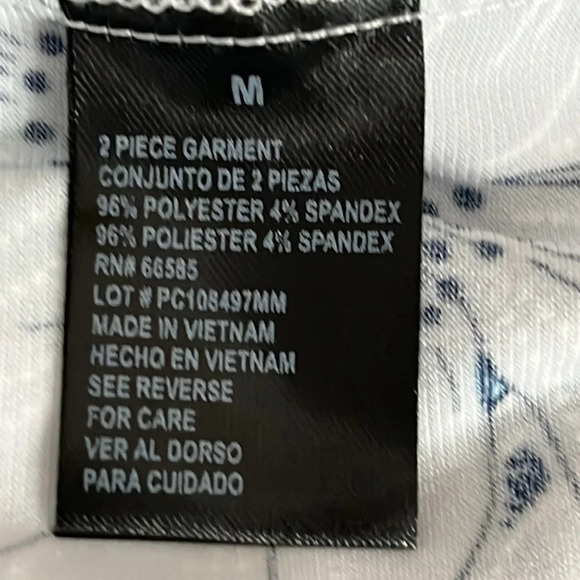 M
2 PIECE GARMENT
CONJUNTO DE 2 PIEZAS
96% POLYESTER 4% SPANDEX
96% POLIESTER 4% SPANDEX
RN# 66585
LOT # PC108497MM
MADE IN VIETNAM
HECHO EN VIETNAM
SEE REVERSE
FOR CARE
VER AL DORSO
PARA CUIDADO